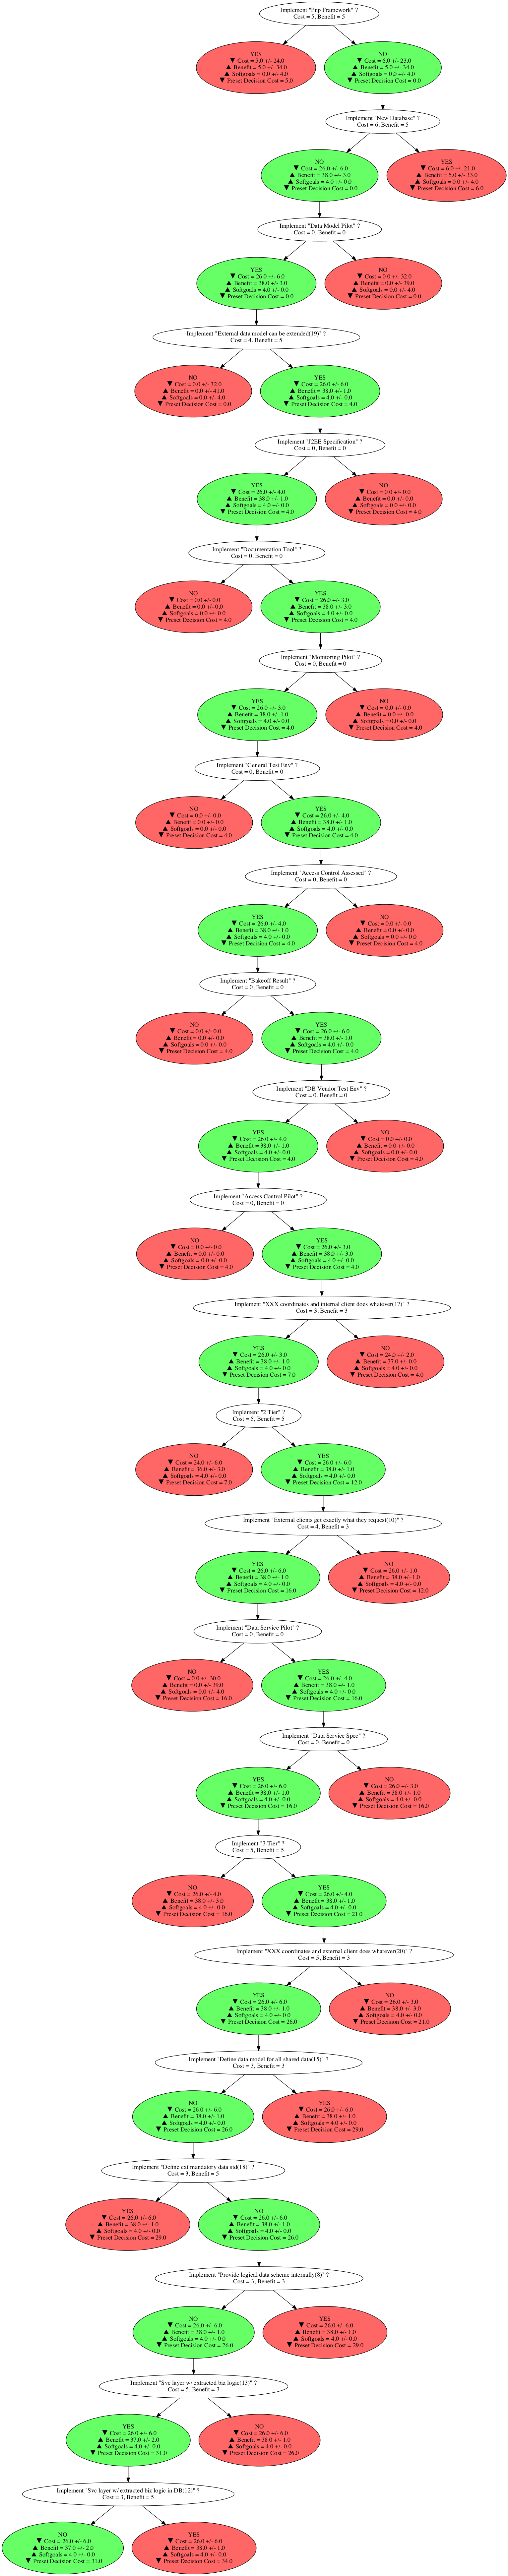 Implement "Pnp Framework" ?
Cost = 5, Benefit = 5
YES
▼ Cost = 5.0 +/- 24.0
▲ Benefit = 5.0 +/- 34.0
▲ Softgoals = 0.0 +/- 4.0
▼ Preset Decision Cost = 5.0
NO
▼ Cost = 6.0 +/- 23.0
▲ Benefit = 5.0 +/- 34.0
▲ Softgoals = 0.0 +/- 4.0
▼ Preset Decision Cost = 0.0
Implement "New Database" ?
Cost = 6, Benefit = 5
NO
▼ Cost = 26.0 +/- 6.0
▲ Benefit = 38.0 +/- 3.0
▲ Softgoals = 4.0 +/- 0.0
▼ Preset Decision Cost = 0.0
YES
▼ Cost = 6.0 +/- 21.0
▲ Benefit = 5.0 +/- 33.0
▲ Softgoals = 0.0 +/- 4.0
▼ Preset Decision Cost = 6.0
Implement "Data Model Pilot" ?
Cost = 0, Benefit = 0
YES
▼ Cost = 26.0 +/- 6.0
▲ Benefit = 38.0 +/- 3.0
▲ Softgoals = 4.0 +/- 0.0
▼ Preset Decision Cost = 0.0
NO
▼ Cost = 0.0 +/- 32.0
▲ Benefit = 0.0 +/- 39.0
▲ Softgoals = 0.0 +/- 4.0
▼ Preset Decision Cost = 0.0
Implement "External data model can be extended(19)" ?
Cost = 4, Benefit = 5
NO
▼ Cost = 0.0 +/- 32.0
▲ Benefit = 0.0 +/- 41.0
▲ Softgoals = 0.0 +/- 4.0
▼ Preset Decision Cost = 0.0
YES
▼ Cost = 26.0 +/- 6.0
▲ Benefit = 38.0 +/- 1.0
▲ Softgoals = 4.0 +/- 0.0
▼ Preset Decision Cost = 4.0
Implement "J2EE Specification" ?
Cost = 0, Benefit = 0
YES
▼ Cost = 26.0 +/- 4.0
▲ Benefit = 38.0 +/- 1.0
▲ Softgoals = 4.0 +/- 0.0
▼ Preset Decision Cost = 4.0
NO
▼ Cost = 0.0 +/- 0.0
▲ Benefit = 0.0 +/- 0.0
▲ Softgoals = 0.0 +/- 0.0
▼ Preset Decision Cost = 4.0
Implement "Documentation Tool" ?
Cost = 0, Benefit = 0
NO
▼ Cost = 0.0 +/- 0.0
▲ Benefit = 0.0 +/- 0.0
▲ Softgoals = 0.0 +/- 0.0
▼ Preset Decision Cost = 4.0
YES
▼ Cost = 26.0 +/- 3.0
▲ Benefit = 38.0 +/- 3.0
▲ Softgoals = 4.0 +/- 0.0
▼ Preset Decision Cost = 4.0
Implement "Monitoring Pilot" ?
Cost = 0, Benefit = 0
YES
▼ Cost = 26.0 +/- 3.0
▲ Benefit = 38.0 +/- 1.0
▲ Softgoals = 4.0 +/- 0.0
▼ Preset Decision Cost = 4.0
NO
▼ Cost = 0.0 +/- 0.0
▲ Benefit = 0.0 +/- 0.0
▲ Softgoals = 0.0 +/- 0.0
▼ Preset Decision Cost = 4.0
Implement "General Test Env" ?
Cost = 0, Benefit = 0
NO
▼ Cost = 0.0 +/- 0.0
▲ Benefit = 0.0 +/- 0.0
▲ Softgoals = 0.0 +/- 0.0
▼ Preset Decision Cost = 4.0
YES
▼ Cost = 26.0 +/- 4.0
▲ Benefit = 38.0 +/- 1.0
▲ Softgoals = 4.0 +/- 0.0
▼ Preset Decision Cost = 4.0
Implement "Access Control Assessed" ?
Cost = 0, Benefit = 0
YES
▼ Cost = 26.0 +/- 4.0
▲ Benefit = 38.0 +/- 1.0
▲ Softgoals = 4.0 +/- 0.0
▼ Preset Decision Cost = 4.0
NO
▼ Cost = 0.0 +/- 0.0
▲ Benefit = 0.0 +/- 0.0
▲ Softgoals = 0.0 +/- 0.0
▼ Preset Decision Cost = 4.0
Implement "Bakeoff Result" ?
Cost = 0, Benefit = 0
NO
▼ Cost = 0.0 +/- 0.0
▲ Benefit = 0.0 +/- 0.0
▲ Softgoals = 0.0 +/- 0.0
▼ Preset Decision Cost = 4.0
YES
▼ Cost = 26.0 +/- 6.0
▲ Benefit = 38.0 +/- 1.0
▲ Softgoals = 4.0 +/- 0.0
▼ Preset Decision Cost = 4.0
Implement "DB Vendor Test Env" ?
Cost = 0, Benefit = 0
YES
▼ Cost = 26.0 +/- 4.0
▲ Benefit = 38.0 +/- 1.0
▲ Softgoals = 4.0 +/- 0.0
▼ Preset Decision Cost = 4.0
NO
▼ Cost = 0.0 +/- 0.0
▲ Benefit = 0.0 +/- 0.0
▲ Softgoals = 0.0 +/- 0.0
▼ Preset Decision Cost = 4.0
Implement "Access Control Pilot" ?
Cost = 0, Benefit = 0
NO
▼ Cost = 0.0 +/- 0.0
▲ Benefit = 0.0 +/- 0.0
▲ Softgoals = 0.0 +/- 0.0
▼ Preset Decision Cost = 4.0
YES
▼ Cost = 26.0 +/- 3.0
▲ Benefit = 38.0 +/- 3.0
▲ Softgoals = 4.0 +/- 0.0
▼ Preset Decision Cost = 4.0
Implement "XXX coordinates and internal client does whatever(17)" ?
Cost = 3, Benefit = 3
YES
▼ Cost = 26.0 +/- 3.0
▲ Benefit = 38.0 +/- 1.0
▲ Softgoals = 4.0 +/- 0.0
▼ Preset Decision Cost = 7.0
NO
▼ Cost = 24.0 +/- 2.0
▲ Benefit = 37.0 +/- 0.0
▲ Softgoals = 4.0 +/- 0.0
▼ Preset Decision Cost = 4.0
Implement "2 Tier" ?
Cost = 5, Benefit = 5
NO
▼ Cost = 24.0 +/- 6.0
▲ Benefit = 36.0 +/- 3.0
▲ Softgoals = 4.0 +/- 0.0
▼ Preset Decision Cost = 7.0
YES
▼ Cost = 26.0 +/- 6.0
▲ Benefit = 38.0 +/- 1.0
▲ Softgoals = 4.0 +/- 0.0
▼ Preset Decision Cost = 12.0
Implement "External clients get exactly what they request(10)" ?
Cost = 4, Benefit = 3
YES
▼ Cost = 26.0 +/- 6.0
▲ Benefit = 38.0 +/- 1.0
▲ Softgoals = 4.0 +/- 0.0
▼ Preset Decision Cost = 16.0
NO
▼ Cost = 26.0 +/- 1.0
▲ Benefit = 38.0 +/- 1.0
▲ Softgoals = 4.0 +/- 0.0
▼ Preset Decision Cost = 12.0
Implement "Data Service Pilot" ?
Cost = 0, Benefit = 0
NO
▼ Cost = 0.0 +/- 30.0
▲ Benefit = 0.0 +/- 39.0
▲ Softgoals = 0.0 +/- 4.0
▼ Preset Decision Cost = 16.0
YES
▼ Cost = 26.0 +/- 4.0
▲ Benefit = 38.0 +/- 1.0
▲ Softgoals = 4.0 +/- 0.0
▼ Preset Decision Cost = 16.0
Implement "Data Service Spec" ?
Cost = 0, Benefit = 0
YES
▼ Cost = 26.0 +/- 6.0
▲ Benefit = 38.0 +/- 1.0
▲ Softgoals = 4.0 +/- 0.0
▼ Preset Decision Cost = 16.0
NO
▼ Cost = 26.0 +/- 3.0
▲ Benefit = 38.0 +/- 1.0
▲ Softgoals = 4.0 +/- 0.0
▼ Preset Decision Cost = 16.0
Implement "3 Tier" ?
Cost = 5, Benefit = 5
NO
▼ Cost = 26.0 +/- 4.0
▲ Benefit = 38.0 +/- 3.0
▲ Softgoals = 4.0 +/- 0.0
▼ Preset Decision Cost = 16.0
YES
▼ Cost = 26.0 +/- 4.0
▲ Benefit = 38.0 +/- 1.0
▲ Softgoals = 4.0 +/- 0.0
▼ Preset Decision Cost = 21.0
Implement "XXX coordinates and external client does whatever(20)" ?
Cost = 5, Benefit = 3
YES
▼ Cost = 26.0 +/- 6.0
▲ Benefit = 38.0 +/- 1.0
▲ Softgoals = 4.0 +/- 0.0
▼ Preset Decision Cost = 26.0
NO
▼ Cost = 26.0 +/- 3.0
▲ Benefit = 38.0 +/- 3.0
▲ Softgoals = 4.0 +/- 0.0
▼ Preset Decision Cost = 21.0
Implement "Define data model for all shared data(15)" ?
Cost = 3, Benefit = 3
NO
▼ Cost = 26.0 +/- 6.0
▲ Benefit = 38.0 +/- 1.0
▲ Softgoals = 4.0 +/- 0.0
▼ Preset Decision Cost = 26.0
YES
▼ Cost = 26.0 +/- 6.0
▲ Benefit = 38.0 +/- 1.0
▲ Softgoals = 4.0 +/- 0.0
▼ Preset Decision Cost = 29.0
Implement "Define ext mandatory data std(18)" ?
Cost = 3, Benefit = 5
YES
▼ Cost = 26.0 +/- 6.0
▲ Benefit = 38.0 +/- 1.0
▲ Softgoals = 4.0 +/- 0.0
▼ Preset Decision Cost = 29.0
NO
▼ Cost = 26.0 +/- 6.0
▲ Benefit = 38.0 +/- 1.0
▲ Softgoals = 4.0 +/- 0.0
▼ Preset Decision Cost = 26.0
Implement "Provide logical data scheme internally(8)" ?
Cost = 3, Benefit = 3
NO
▼ Cost = 26.0 +/- 6.0
▲ Benefit = 38.0 +/- 1.0
▲ Softgoals = 4.0 +/- 0.0
▼ Preset Decision Cost = 26.0
YES
▼ Cost = 26.0 +/- 6.0
▲ Benefit = 38.0 +/- 1.0
▲ Softgoals = 4.0 +/- 0.0
▼ Preset Decision Cost = 29.0
Implement "Svc layer w/ extracted biz logic(13)" ?
Cost = 5, Benefit = 3
YES
▼ Cost = 26.0 +/- 6.0
▲ Benefit = 37.0 +/- 2.0
▲ Softgoals = 4.0 +/- 0.0
▼ Preset Decision Cost = 31.0
NO
▼ Cost = 26.0 +/- 6.0
▲ Benefit = 38.0 +/- 1.0
▲ Softgoals = 4.0 +/- 0.0
▼ Preset Decision Cost = 26.0
Implement "Svc layer w/ extracted biz logic in DB(12)" ?
Cost = 3, Benefit = 5
NO
▼ Cost = 26.0 +/- 6.0
▲ Benefit = 37.0 +/- 2.0
▲ Softgoals = 4.0 +/- 0.0
▼ Preset Decision Cost = 31.0
YES
▼ Cost = 26.0 +/- 6.0
▲ Benefit = 38.0 +/- 1.0
▲ Softgoals = 4.0 +/- 0.0
▼ Preset Decision Cost = 34.0